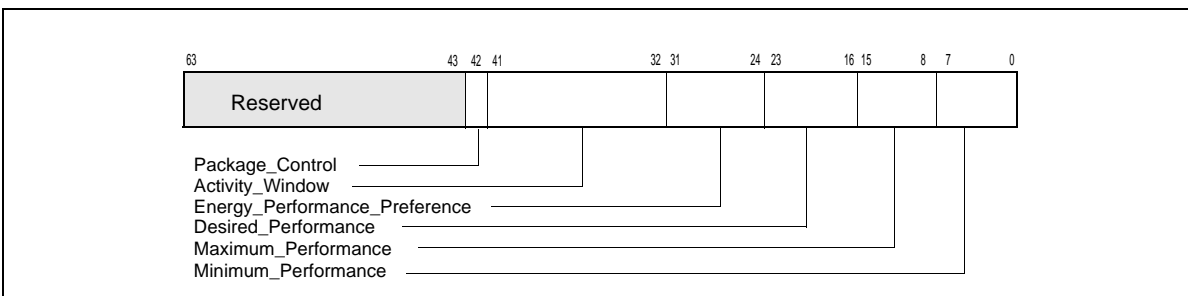 63 43 42 41 32 31 24 23 16 15 8 7 0
Reserved
Package_Control
Activity_Window
Energy_Performance_Preference
Desired_Performance
Maximum_Performance
Minimum_Performance